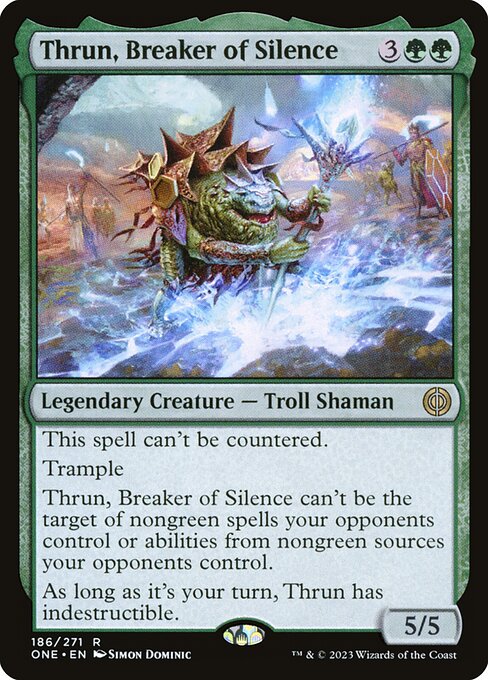 Thrun, Breaker of Silence 3
Legendary Creature — Troll Shaman
This spell can't be countered.
Trample
Thrun, Breaker of Silence can't be the
target of nongreen spells your opponents
control or abilities from nongreen sources
your opponents control.
As long as it's your turn, Thrun has
indestructible.
5/5
186/271 R
ONE • EN SIMON DOMINIC
™ & © 2023 Wizards of the Coast